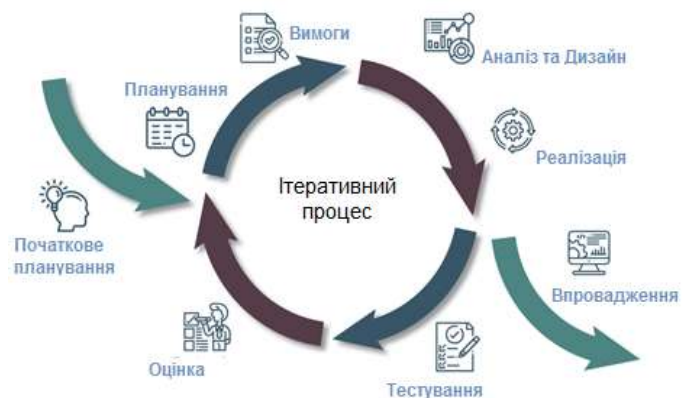 Вимоги
Аналіз та Дизайн
Планування
Реалізація
Ітеративний
процес
Початкове
планування
Впровадження
Оцінка
Тестування